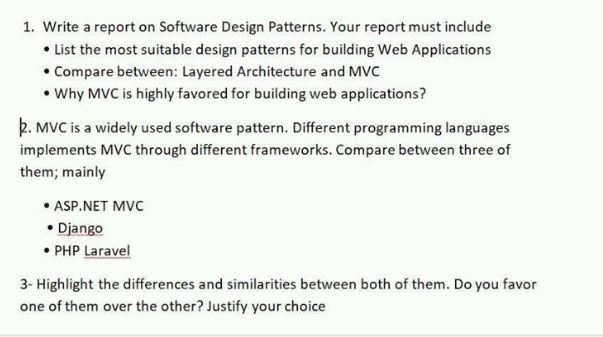 1. Write a report on Software Design Patterns. Your report must include
• List the most suitable design patterns for building Web Applications
• Compare between: Layered Architecture and MVC
• Why MVC is highly favored for building web applications?
2. MVC is a widely used software pattern. Different programming languages
implements MVC through different frameworks. Compare between three of
them; mainly
• ASP.NET MVC
• Django
• PHP Laravel
3- Highlight the differences and similarities between both of them. Do you favor
one of them over the other? Justify your choice